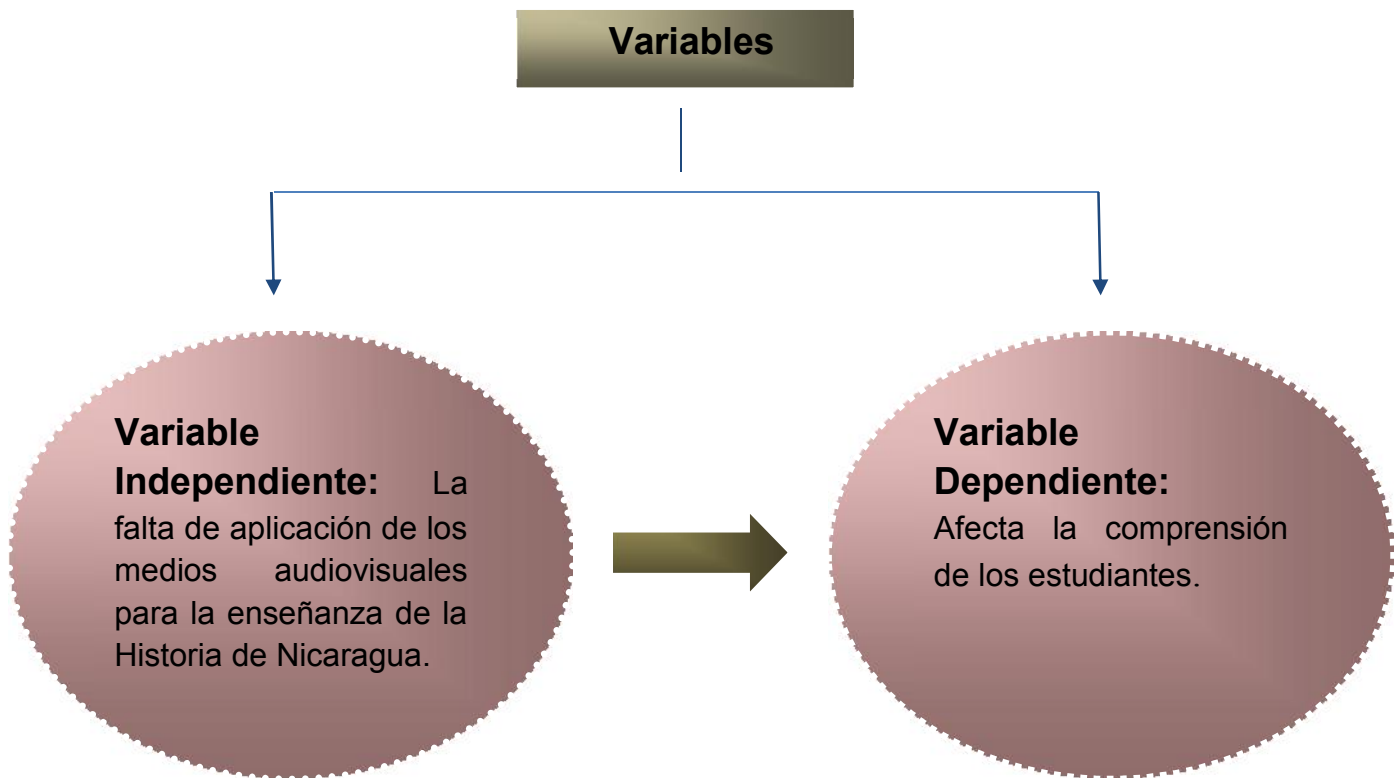 Variables
Variable
Independiente: La
falta de aplicación de los
medios audiovisuales
para la enseñanza de la
Historia de Nicaragua.
Variable
Dependiente:
Afecta la comprensión
de los estudiantes.